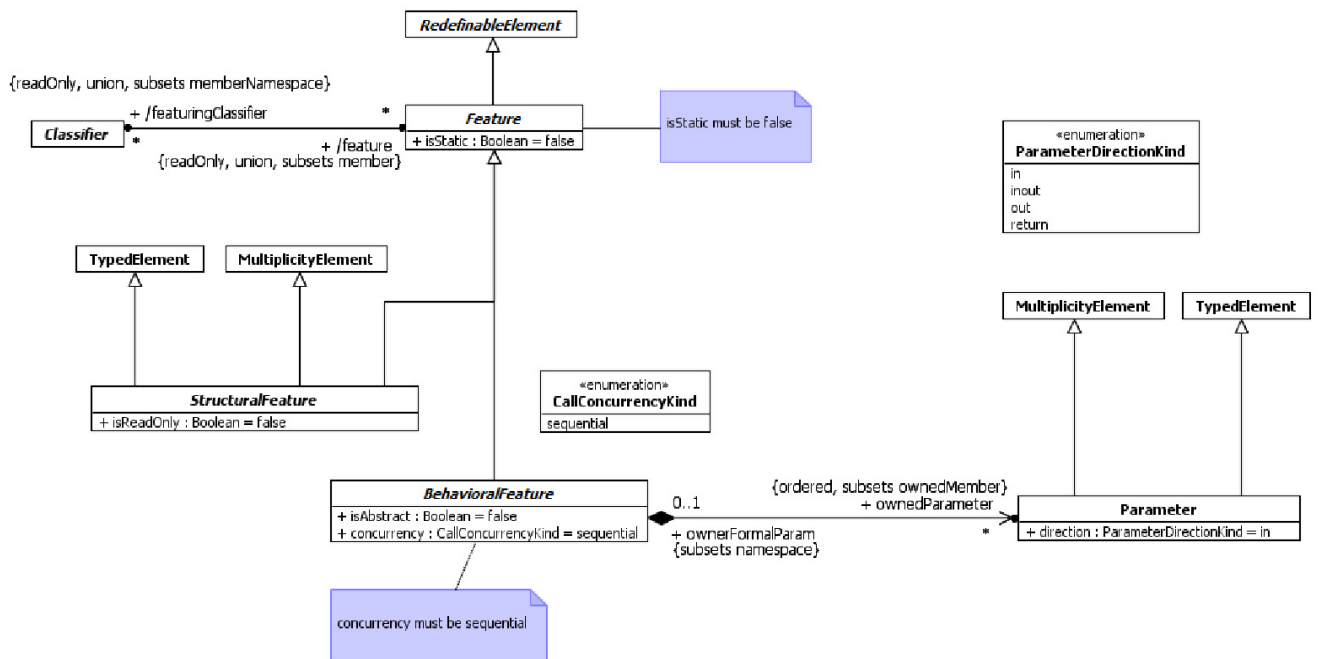 RedefinableElement
{readOnly, union, subsets memberNamespace}
+ /featuringClassifier
*
Classifier
*
Feature
+ isStatic : Boolean = false
+ /feature
{readOnly, union, subsets member}
isStatic must be false
«enumeration»
ParameterDirectionKind
in
inout
out
return
TypedElement
MultiplicityElement
MultiplicityElement
TypedElement
StructuralFeature
+ isReadOnly : Boolean = false
«enumeration»
CallConcurrencyKind
sequential
BehavioralFeature
+ isAbstract : Boolean = false
+ concurrency : CallConcurrencyKind = sequential
0..1
+ ownerFormalParam
{subsets namespace}
{ordered, subsets ownedMember}
+ ownedParameter
*
Parameter
+ direction : ParameterDirectionKind = in
concurrency must be sequential